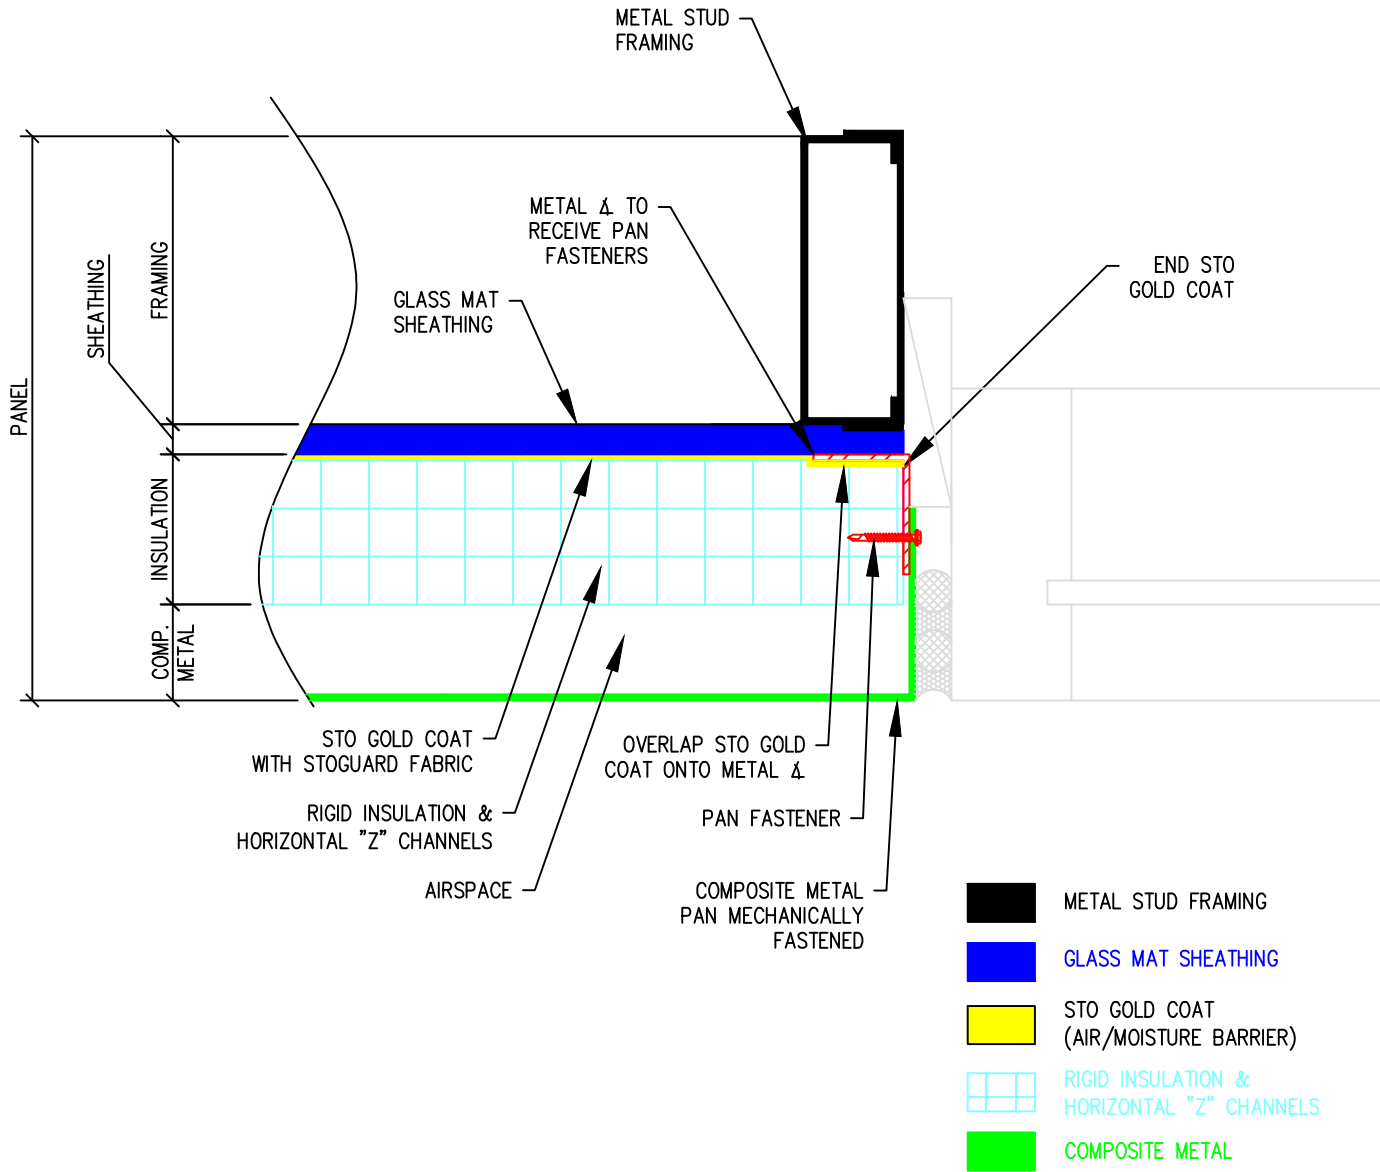 METAL STUD
FRAMING
METAL ∡ TO
RECEIVE PAN
FASTENERS
END STO
GOLD COAT
GLASS MAT
SHEATHING
PANEL
SHEATHING
FRAMING
INSULATION
COMP.
METAL
STO GOLD COAT
WITH STOGUARD FABRIC
OVERLAP STO GOLD
COAT ONTO METAL ∡
RIGID INSULATION &
HORIZONTAL "Z" CHANNELS
PAN FASTENER
AIRSPACE
COMPOSITE METAL
PAN MECHANICALLY
FASTENED
METAL STUD FRAMING
GLASS MAT SHEATHING
STO GOLD COAT
(AIR/MOISTURE BARRIER)
RIGID INSULATION &
HORIZONTAL "Z" CHANNELS
COMPOSITE METAL